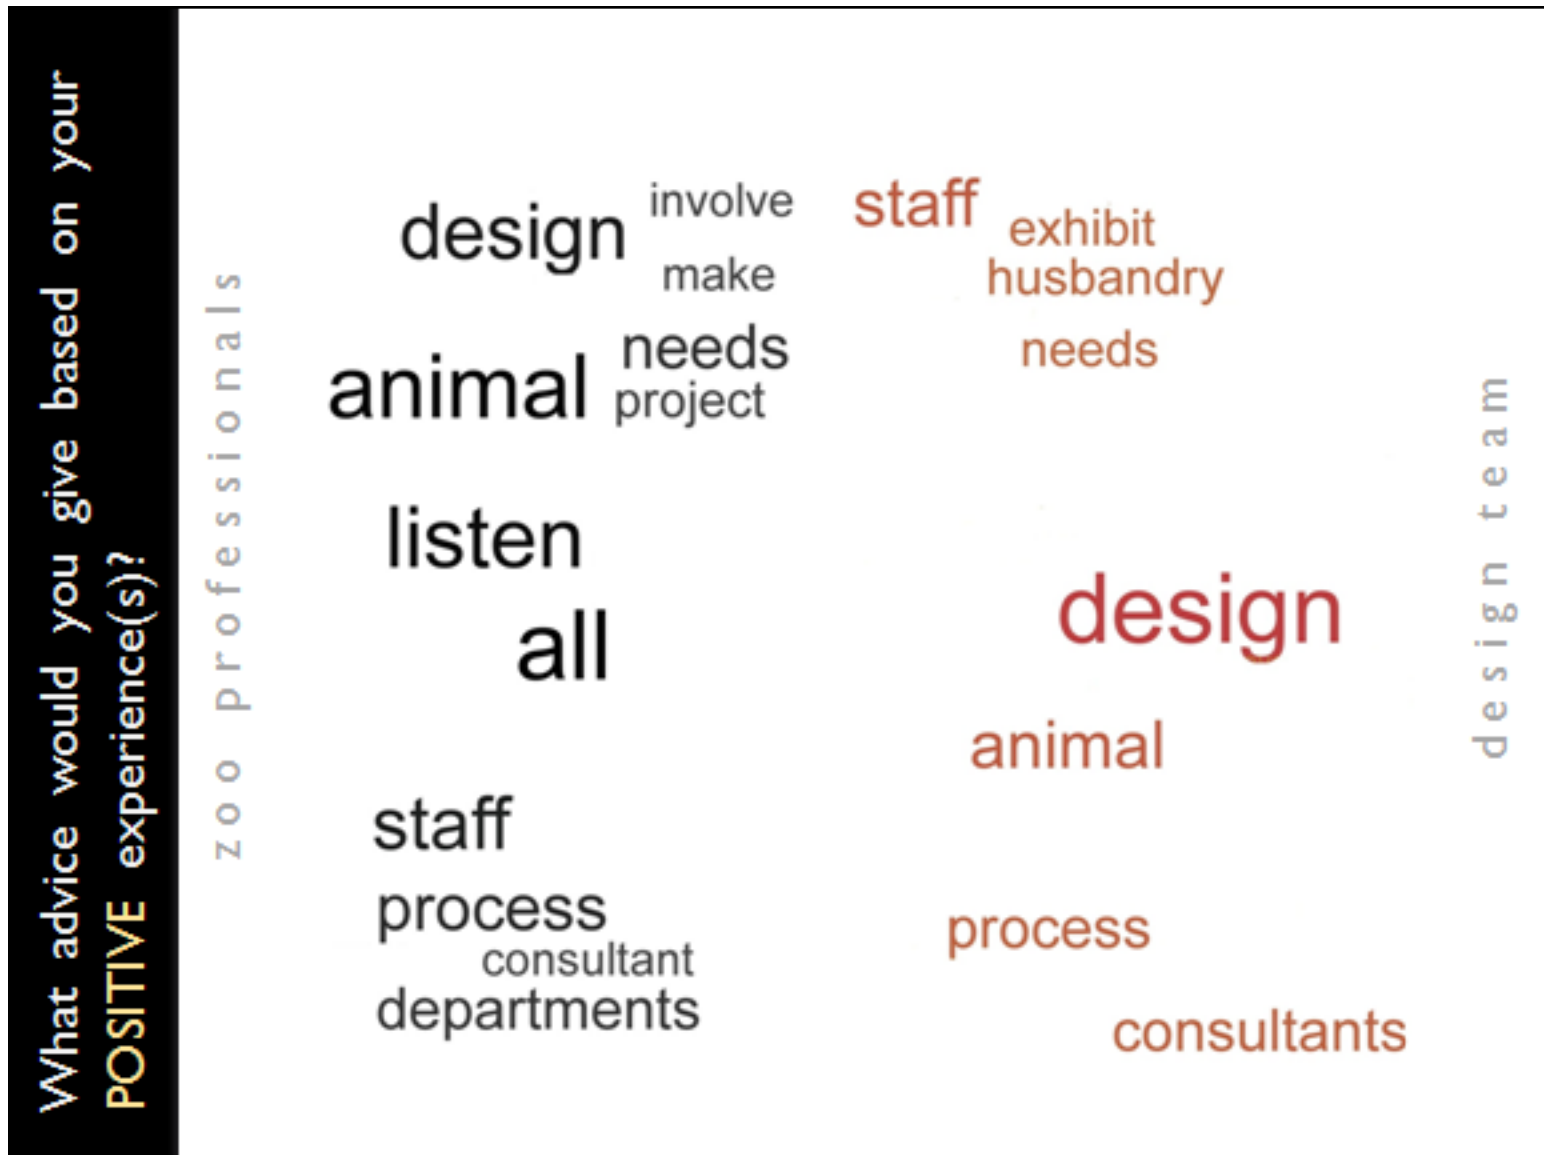 What advice would you give based on your
POSITIVE experience(s)?
zoo professionals
design
involve
make
animal
needs
project
listen
all
staff
process
consultant
departments
staff
exhibit
husbandry
needs
design
animal
process
consultants
design team